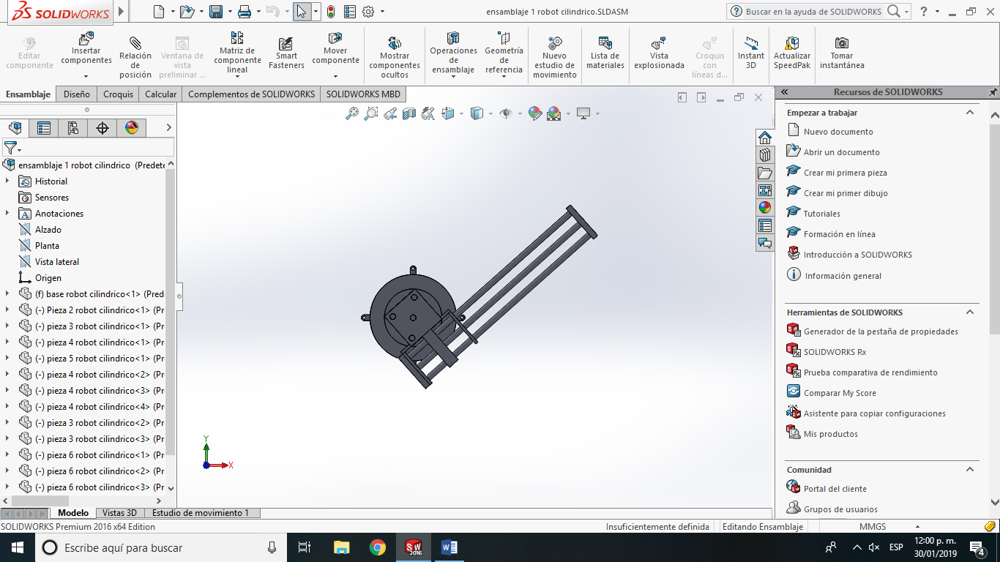 SOLIDWORKS
ensamblaje 1 robot cilindrico.SLDASM
Buscar en la ayuda de SOLIDWORKS
?
Editar
componente
Insertar
componentes
Relación
de
posición
Ventana de
vista
preliminar ...
Matriz de
componente
lineal
Smart
Fasteners
Mover
componente
Mostrar
componentes
ocultos
Operaciones
de
ensamblaje
Geometría
de
referencia
Nuevo
estudio de
movimiento
Lista de
materiales
Vista
explosionada
Croquis
con
líneas d...
Instant
3D
Actualizar
SpeedPak
Tomar
instantánea
Ensamblaje
Diseño
Croquis
Calcular
Complementos de SOLIDWORKS
SOLIDWORKS MBD
ensamblaje 1 robot cilindrico (Predete
Historial
Sensores
Anotaciones
Alzado
Planta
Vista lateral
Origen
(f) base robot cilindrico<1> (Pred
(-) Pieza 2 robot cilindrico<1> (Pr
(-) pieza 3 robot cilindrico<1> (Pr
(-) pieza 4 robot cilindrico<1> (Pr
(-) pieza 5 robot cilindrico<1> (Pr
(-) pieza 4 robot cilindrico<2> (Pr
(-) pieza 4 robot cilindrico<3> (Pr
(-) pieza 4 robot cilindrico<4> (Pr
(-) pieza 3 robot cilindrico<2> (Pr
(-) pieza 3 robot cilindrico<3> (Pr
(-) pieza 6 robot cilindrico<1> (Pr
(-) pieza 6 robot cilindrico<2> (Pr
(-) pieza 6 robot cilindrico<3> (Pr
Y
X
Recursos de SOLIDWORKS
Empezar a trabajar
Nuevo documento
Abrir un documento
Crear mi primera pieza
Crear mi primer dibujo
Tutoriales
Formación en línea
Introducción a SOLIDWORKS
Información general
Herramientas de SOLIDWORKS
Generador de la pestaña de propiedades
SOLIDWORKS Rx
Prueba comparativa de rendimiento
Comparar My Score
Asistente para copiar configuraciones
Mis productos
Comunidad
Portal del cliente
Grupos de usuarios
Modelo
Vistas 3D
Estudio de movimiento 1
SOLIDWORKS Premium 2016 x64 Edition
Insuficientemente definida
Editando Ensamblaje
MMGS
Escribe aquí para buscar
SW
2016
ESP
12:00 p. m.
30/01/2019
4